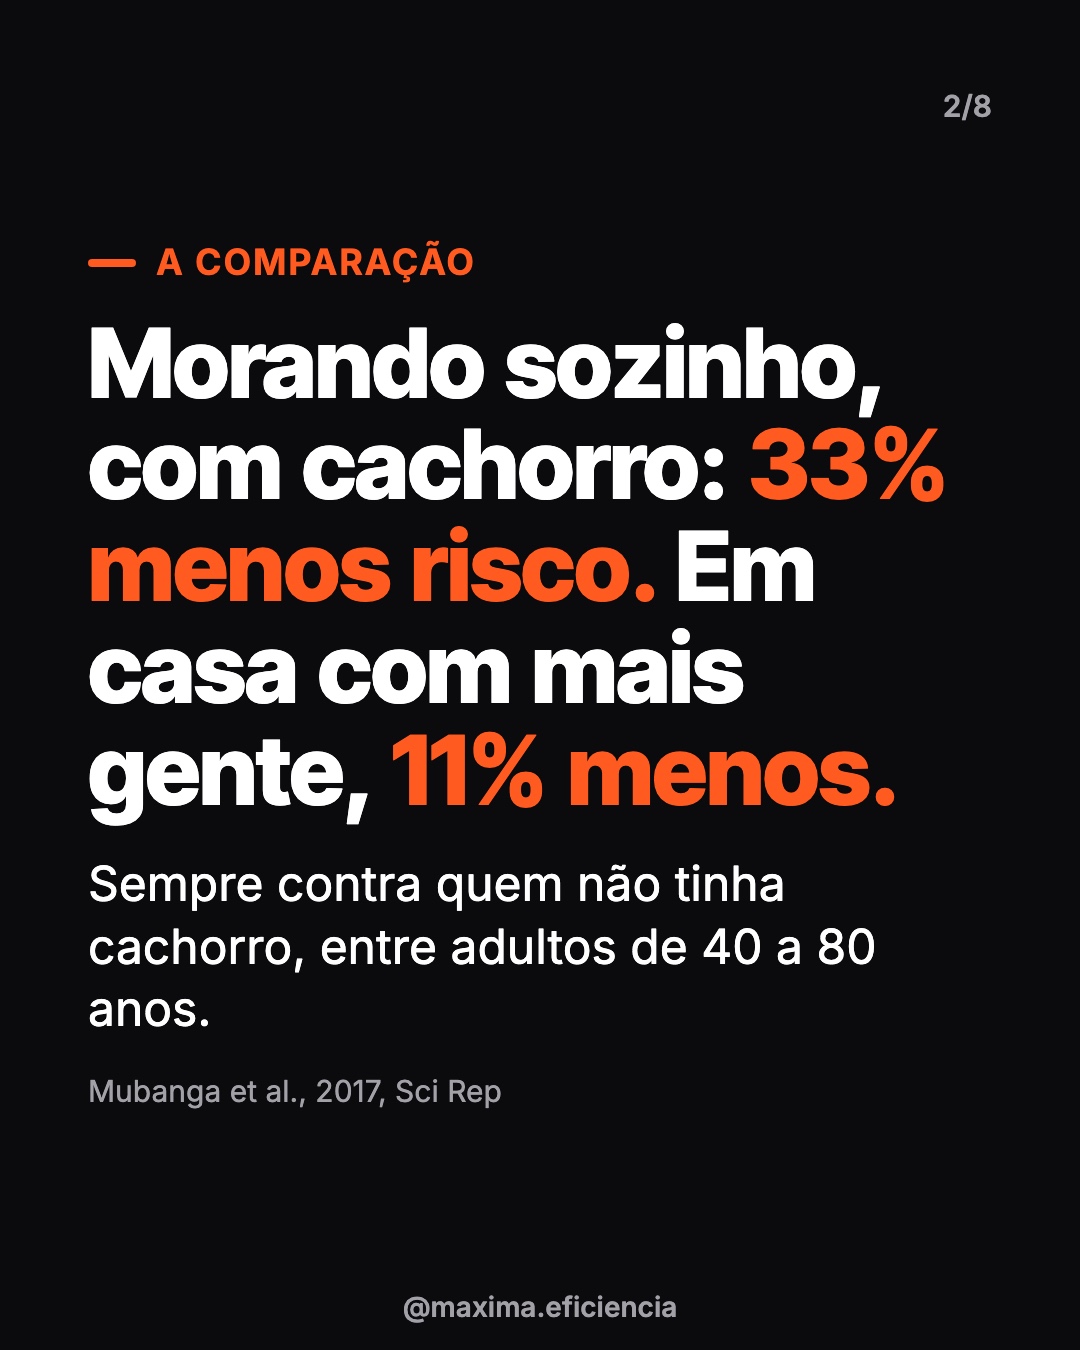 2/8
A COMPARAÇÃO
Morando sozinho,
com cachorro: 33%
menos risco. Em
casa com mais
gente, 11% menos.
Sempre contra quem não tinha
cachorro, entre adultos de 40 a 80
anos.
Mubanga et al., 2017, Sci Rep
@maxima.eficiencia